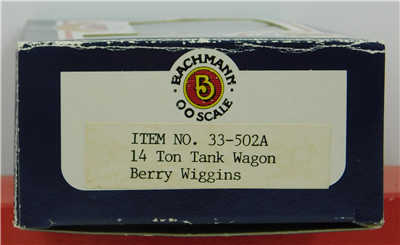 BACHMANN
B
OO SCALE
ITEM NO. 33-502A
14 Ton Tank Wagon
Berry Wiggins